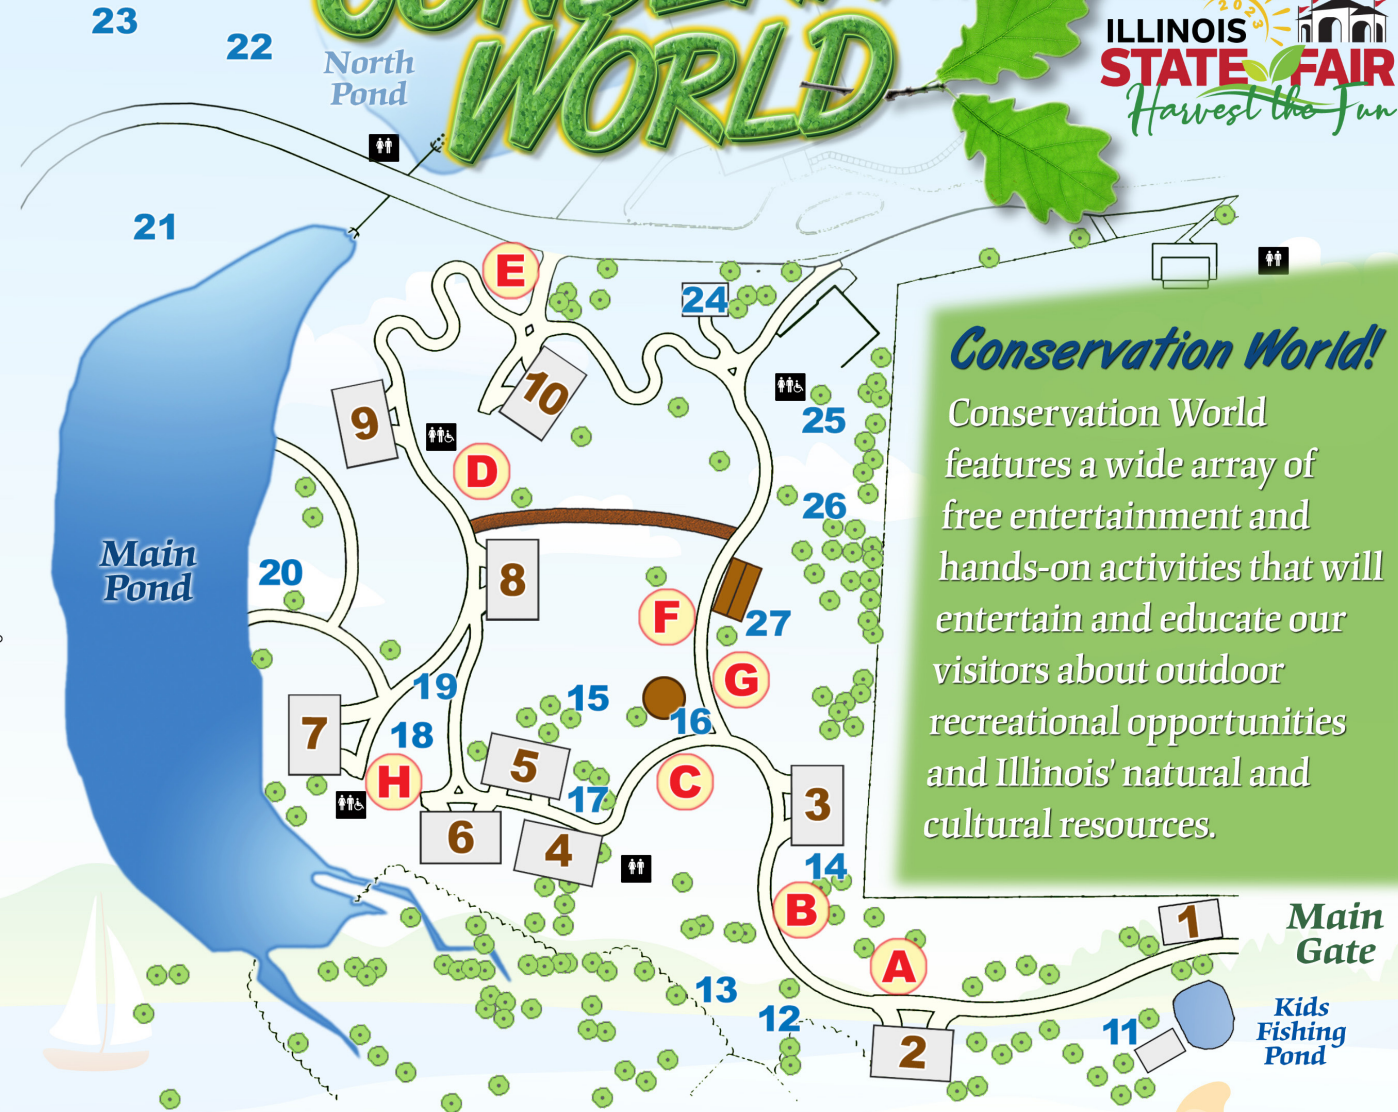 WORLD
2023
ILLINOIS
STATE FAIR
Harvest the Fun
23
22
North
Pond
21
E
24
Conservation World!
Conservation World
features a wide array of
free entertainment and
hands-on activities that will
entertain and educate our
visitors about outdoor
recreational opportunities
and Illinois' natural and
cultural resources.
10
9
25
D
26
Main
Pond
20
8
F
27
G
19
15
16
7
18
5
H
C
17
3
6
4
14
B
1
Main
Gate
A
13
12
11
2
Kids
Fishing
Pond